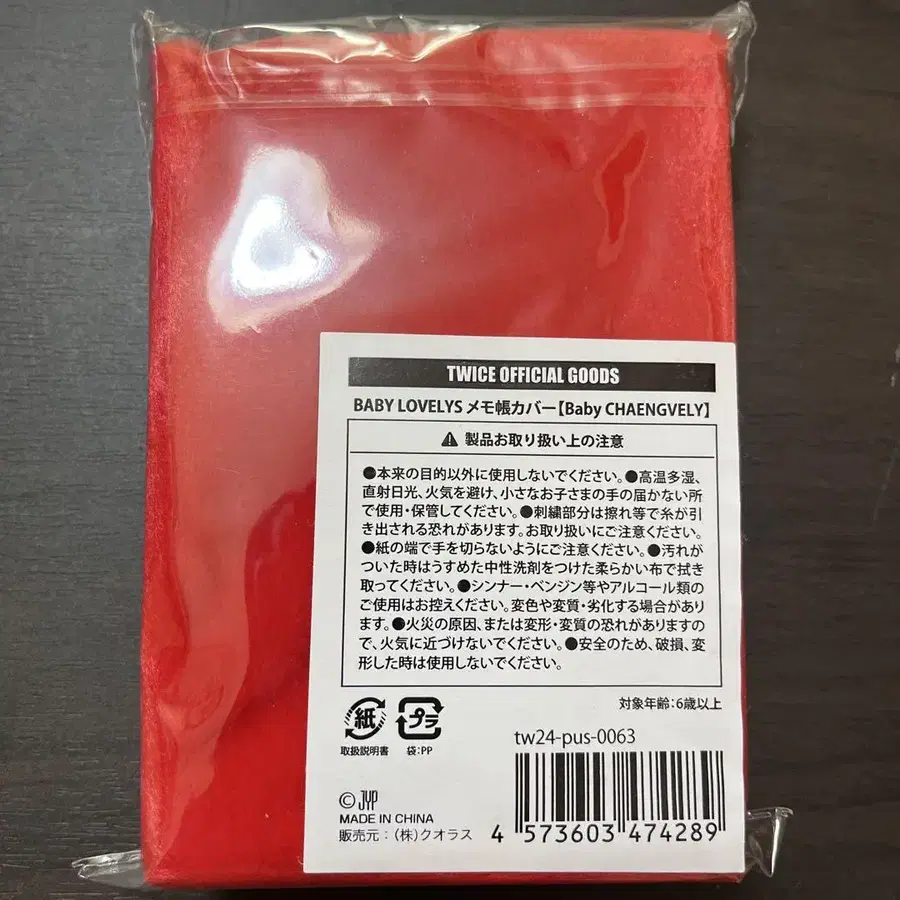 TWICE OFFICIAL GOODS
BABY LOVELYS メモ帳カバー【Baby CHAENGVELY】
⚠ 製品お取り扱い上の注意
●本来の目的以外に使用しないでください。●高温多湿、
直射日光、火気を避け、小さなお子さまの手の届かない所
で使用・保管してください。●刺繍部分は擦れ等で糸が引
き出される恐れがあります。お取り扱いにご注意ください。
●紙の端で手を切らないようにご注意ください。●汚れが
ついた時はうすめた中性洗剤をつけた柔らかい布で拭き
取ってください。●シンナー・ベンジン等やアルコール類の
ご使用はお控えください。変色や変質・劣化する場合があり
ます。●火災の原因、または変形・変質の恐れがありますの
で、火気に近づけないでください。●安全のため、破損、変
形した時は使用しないでください。
対象年齢:6歳以上
紙 プラ
取扱説明書 袋:PP
tw24-pus-0063
© JYP
MADE IN CHINA
販売元:(株)クオラス
4 573603 474289